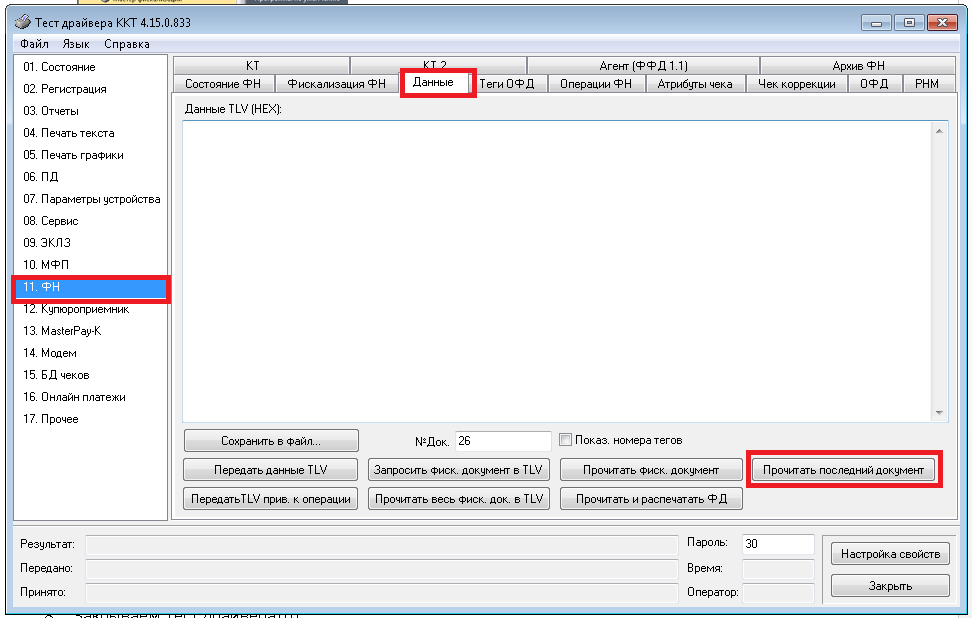 Тест драйвера ККТ 4.15.0.833
Файл Язык Справка
01. Состояние
02. Регистрация
03. Отчеты
04. Печать текста
05. Печать графики
06. ПД
07. Параметры устройства
08. Сервис
09. ЭКЛЗ
10. МФП
11. ФН
12. Купюроприемник
13. MasterPay-K
14. Модем
15. БД чеков
16. Онлайн платежи
17. Прочее
КТ КТ 2 Агент (ФФД 1.1) Архив ФН
Состояние ФН Фискализация ФН Данные Теги ОФД Операции ФН Атрибуты чека Чек коррекции ОФД РНМ
Данные TLV (HEX):
Сохранить в файл... №Док. 26 Показ. номера тегов
Передать данные TLV Запросить фиск. документ в TLV Прочитать фиск. документ Прочитать последний документ
ПередатьTLV прив. к операции Прочитать весь фиск. док. в TLV Прочитать и распечатать ФД
Результат: Пароль: 30 Настройка свойств
Передано: Время:
Принято: Оператор: Закрыть